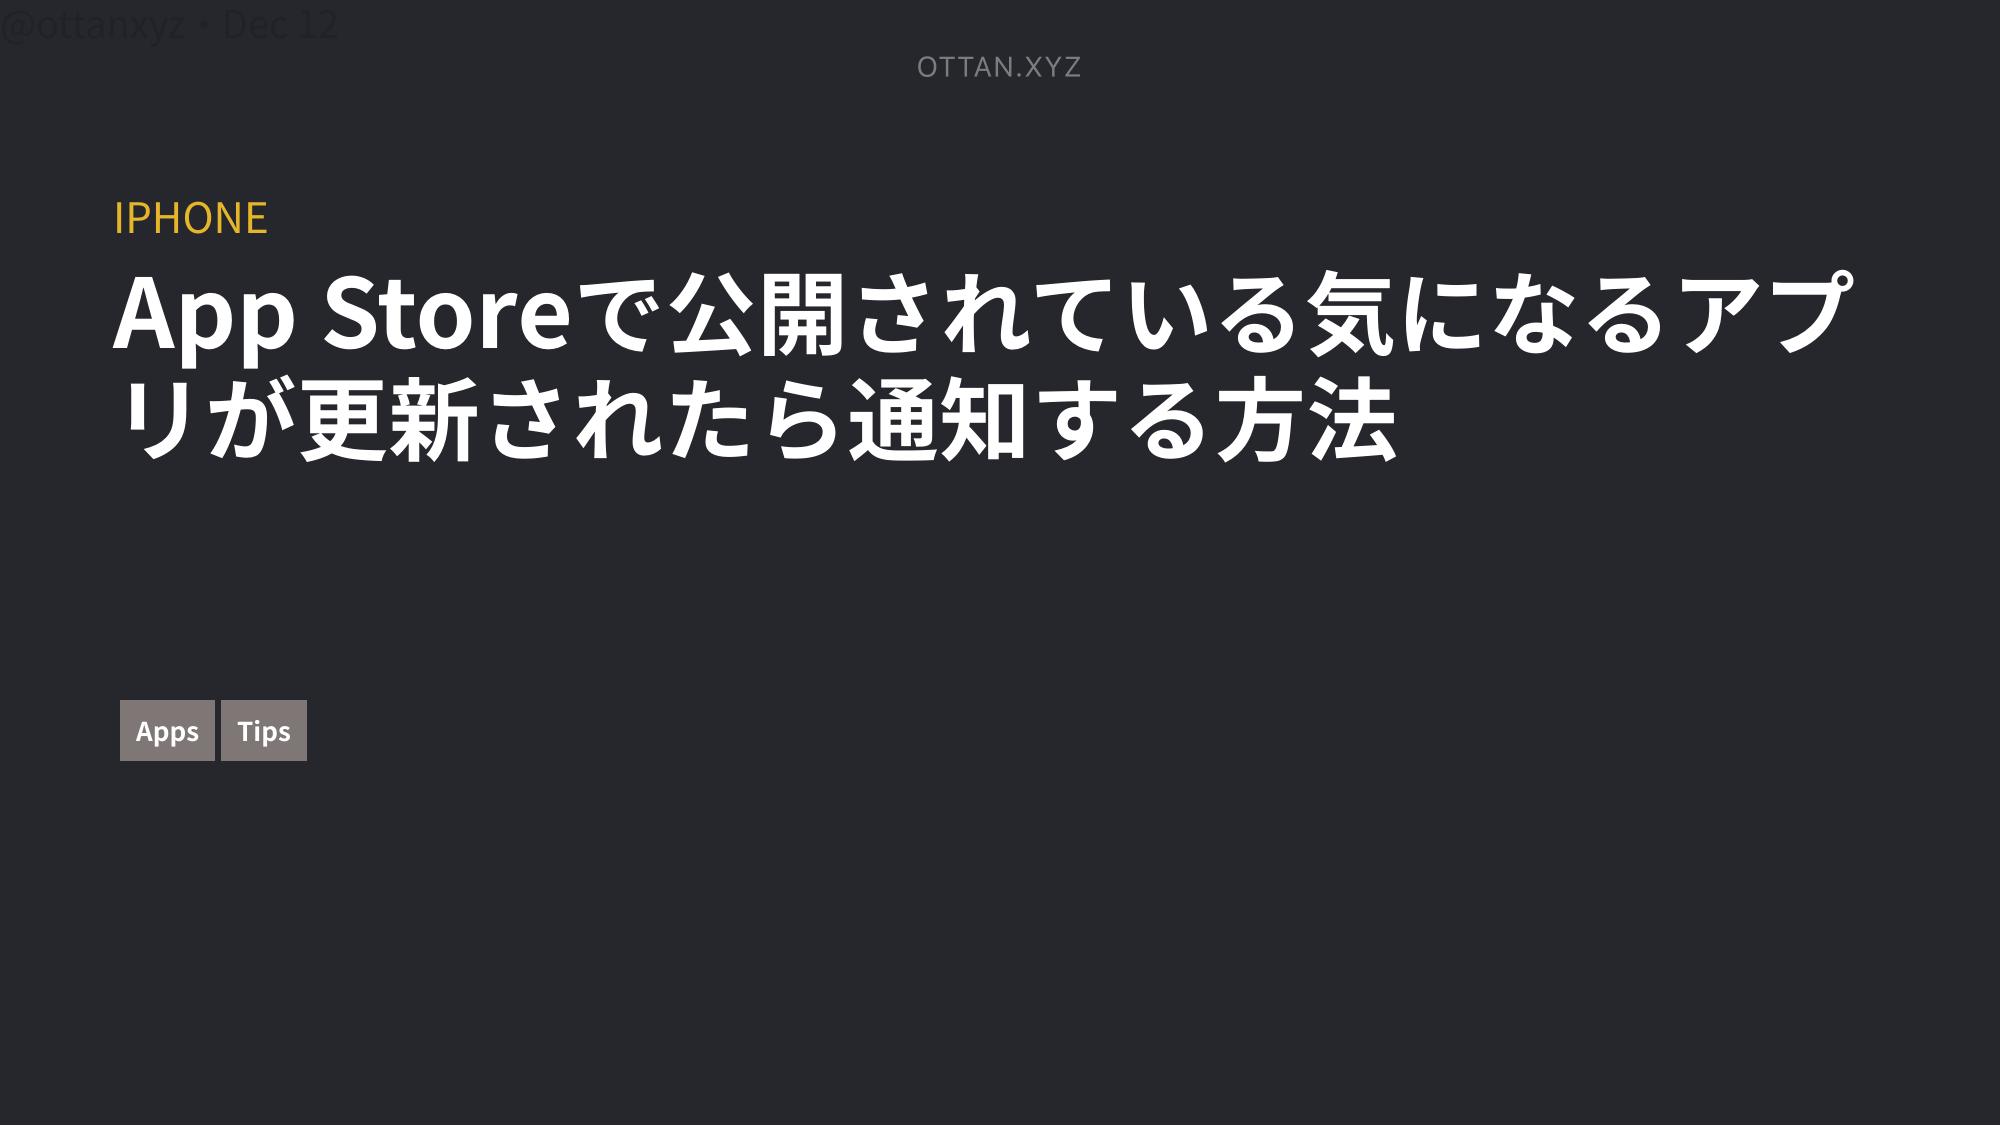 @ottanxyz・Dec 12
OTTAN.XYZ
IPHONE
App Storeで公開されている気になるアプ
リが更新されたら通知する方法
Apps Tips